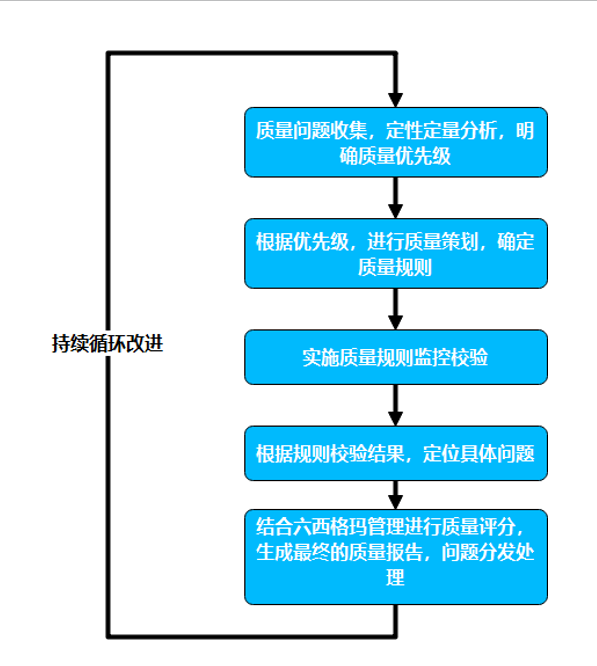 质量问题收集，定性定量分析，明
确质量优先级
根据优先级，进行质量策划，确定
质量规则
持续循环改进
实施质量规则监控校验
根据规则校验结果，定位具体问题
结合六西格玛管理进行质量评分，
生成最终的质量报告，问题分发处
理